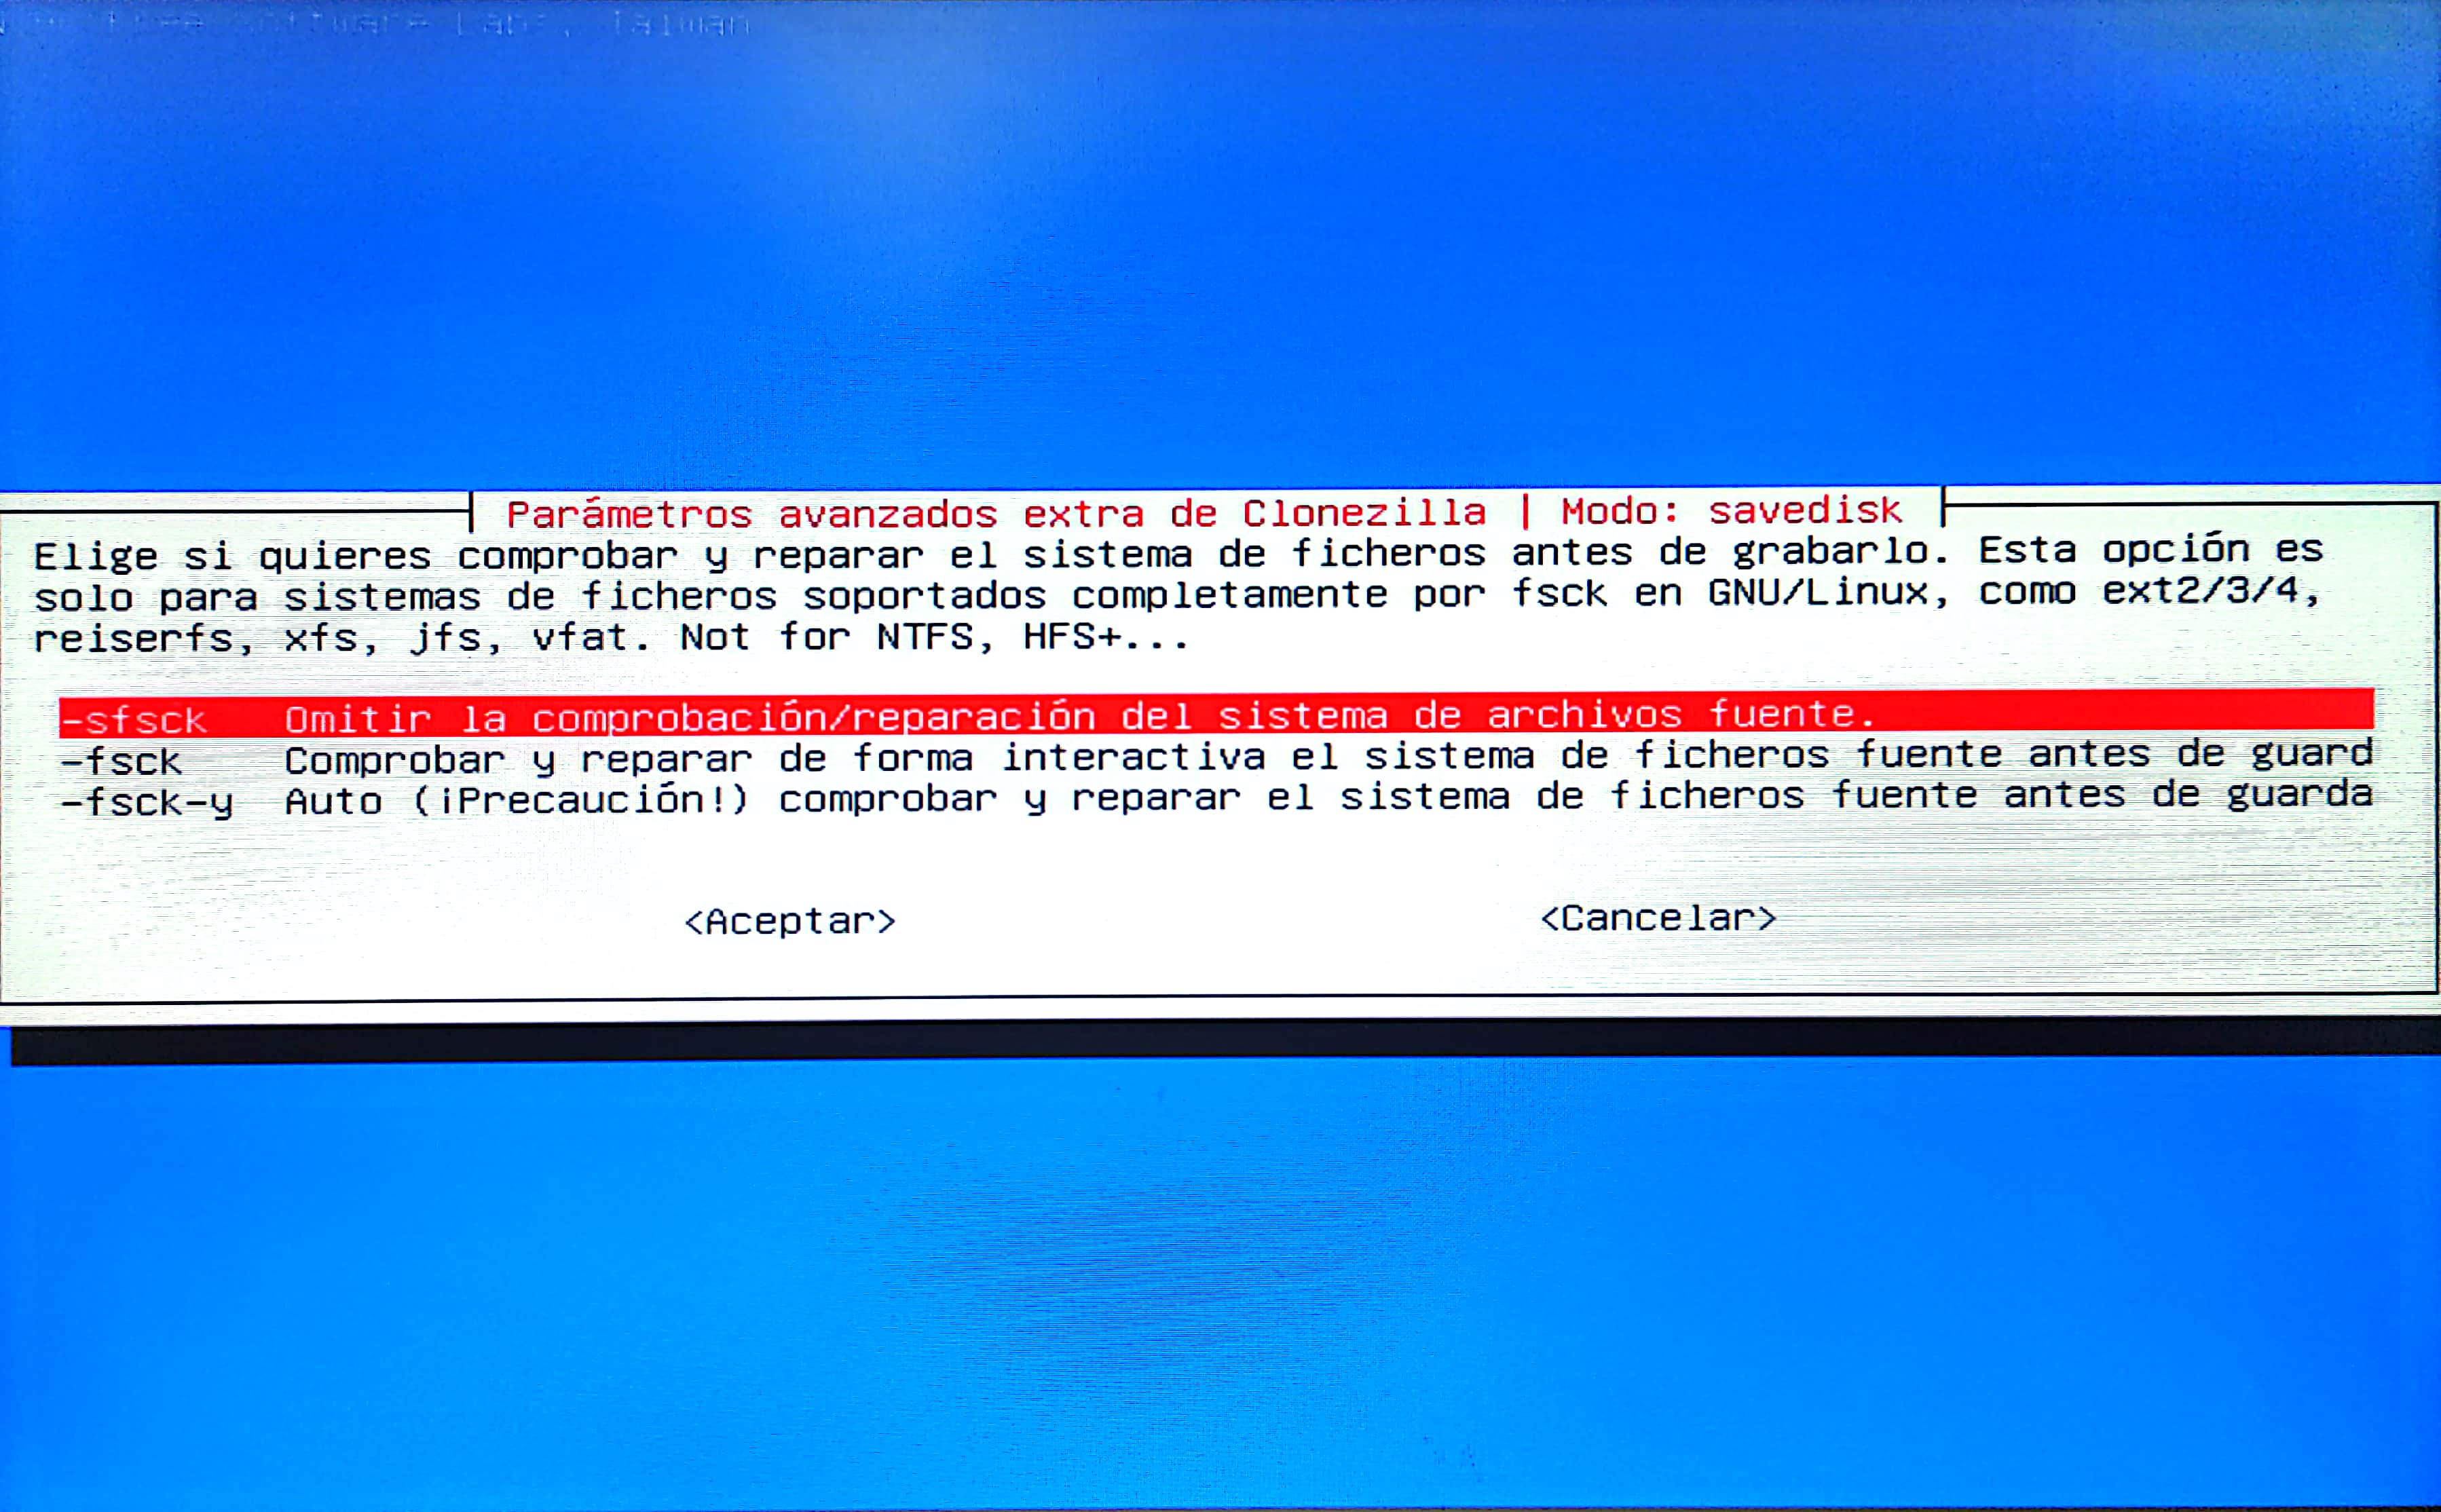 Free Software Labs, Taiwan
Parámetros avanzados extra de Clonezilla | Modo: savedisk
Elige si quieres comprobar y reparar el sistema de ficheros antes de grabarlo. Esta opción es
solo para sistemas de ficheros soportados completamente por fsck en GNU/Linux, como ext2/3/4,
reiserfs, xfs, jfs, vfat. Not for NTFS, HFS+...
-sfsck Omitir la comprobación/reparación del sistema de archivos fuente.
-fsck Comprobar y reparar de forma interactiva el sistema de ficheros fuente antes de guard
-fsck-y Auto (¡Precaución!) comprobar y reparar el sistema de ficheros fuente antes de guarda
<Aceptar> <Cancelar>